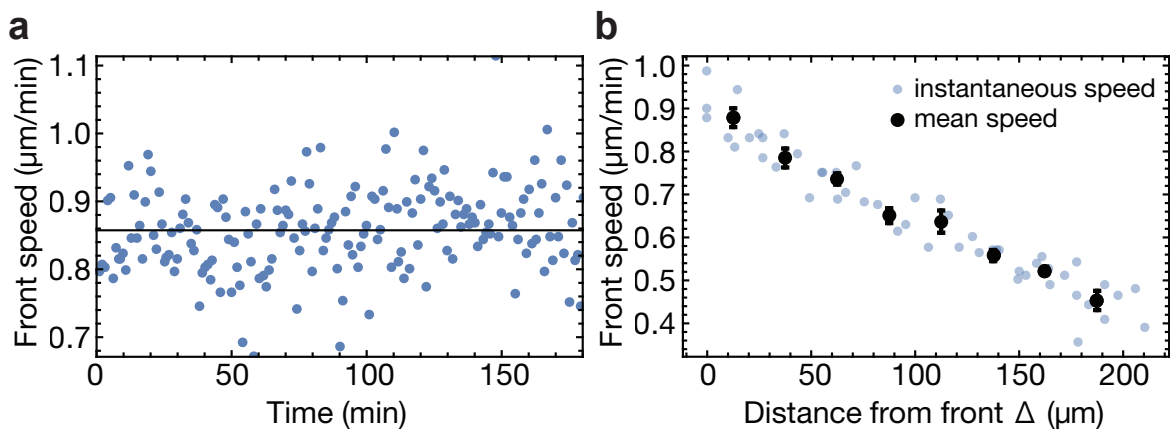 a
Front speed (μm/min)
1.1
1.0
0.9
0.8
0.7
0
50
100
150
Time (min)
b
Front speed (μm/min)
1.0
0.9
0.8
0.7
0.6
0.5
0.4
instantaneous speed
mean speed
0
50
100
150
200
Distance from front Δ (μm)